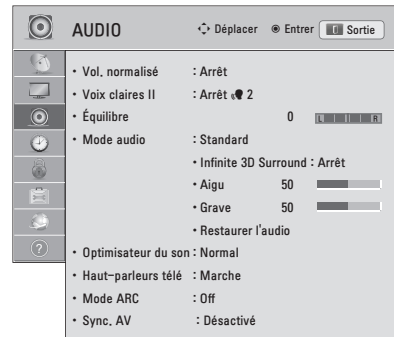 AUDIO Déplacer Entrer Sortie
• Vol. normalisé : Arrêt
• Voix claires II : Arrêt 2
• Équilibre 0 L R
• Mode audio : Standard
• Infinite 3D Surround : Arrêt
• Aigu 50
• Grave 50
• Restaurer l'audio
• Optimisateur du son : Normal
• Haut-parleurs télé : Marche
• Mode ARC : Off
• Sync. AV : Désactivé
?